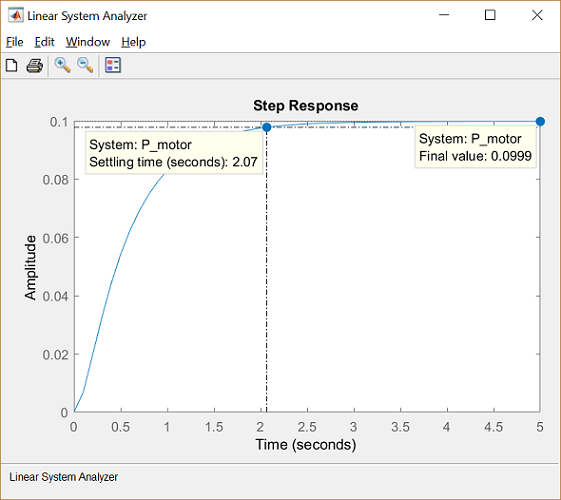 Linear System Analyzer
File Edit Window Help
Step Response
0.1
0.08
0.06
0.04
0.02
0
Amplitude
System: P_motor
Settling time (seconds): 2.07
System: P_motor
Final value: 0.0999
0 0.5 1 1.5 2 2.5 3 3.5 4 4.5 5
Time (seconds)
Linear System Analyzer